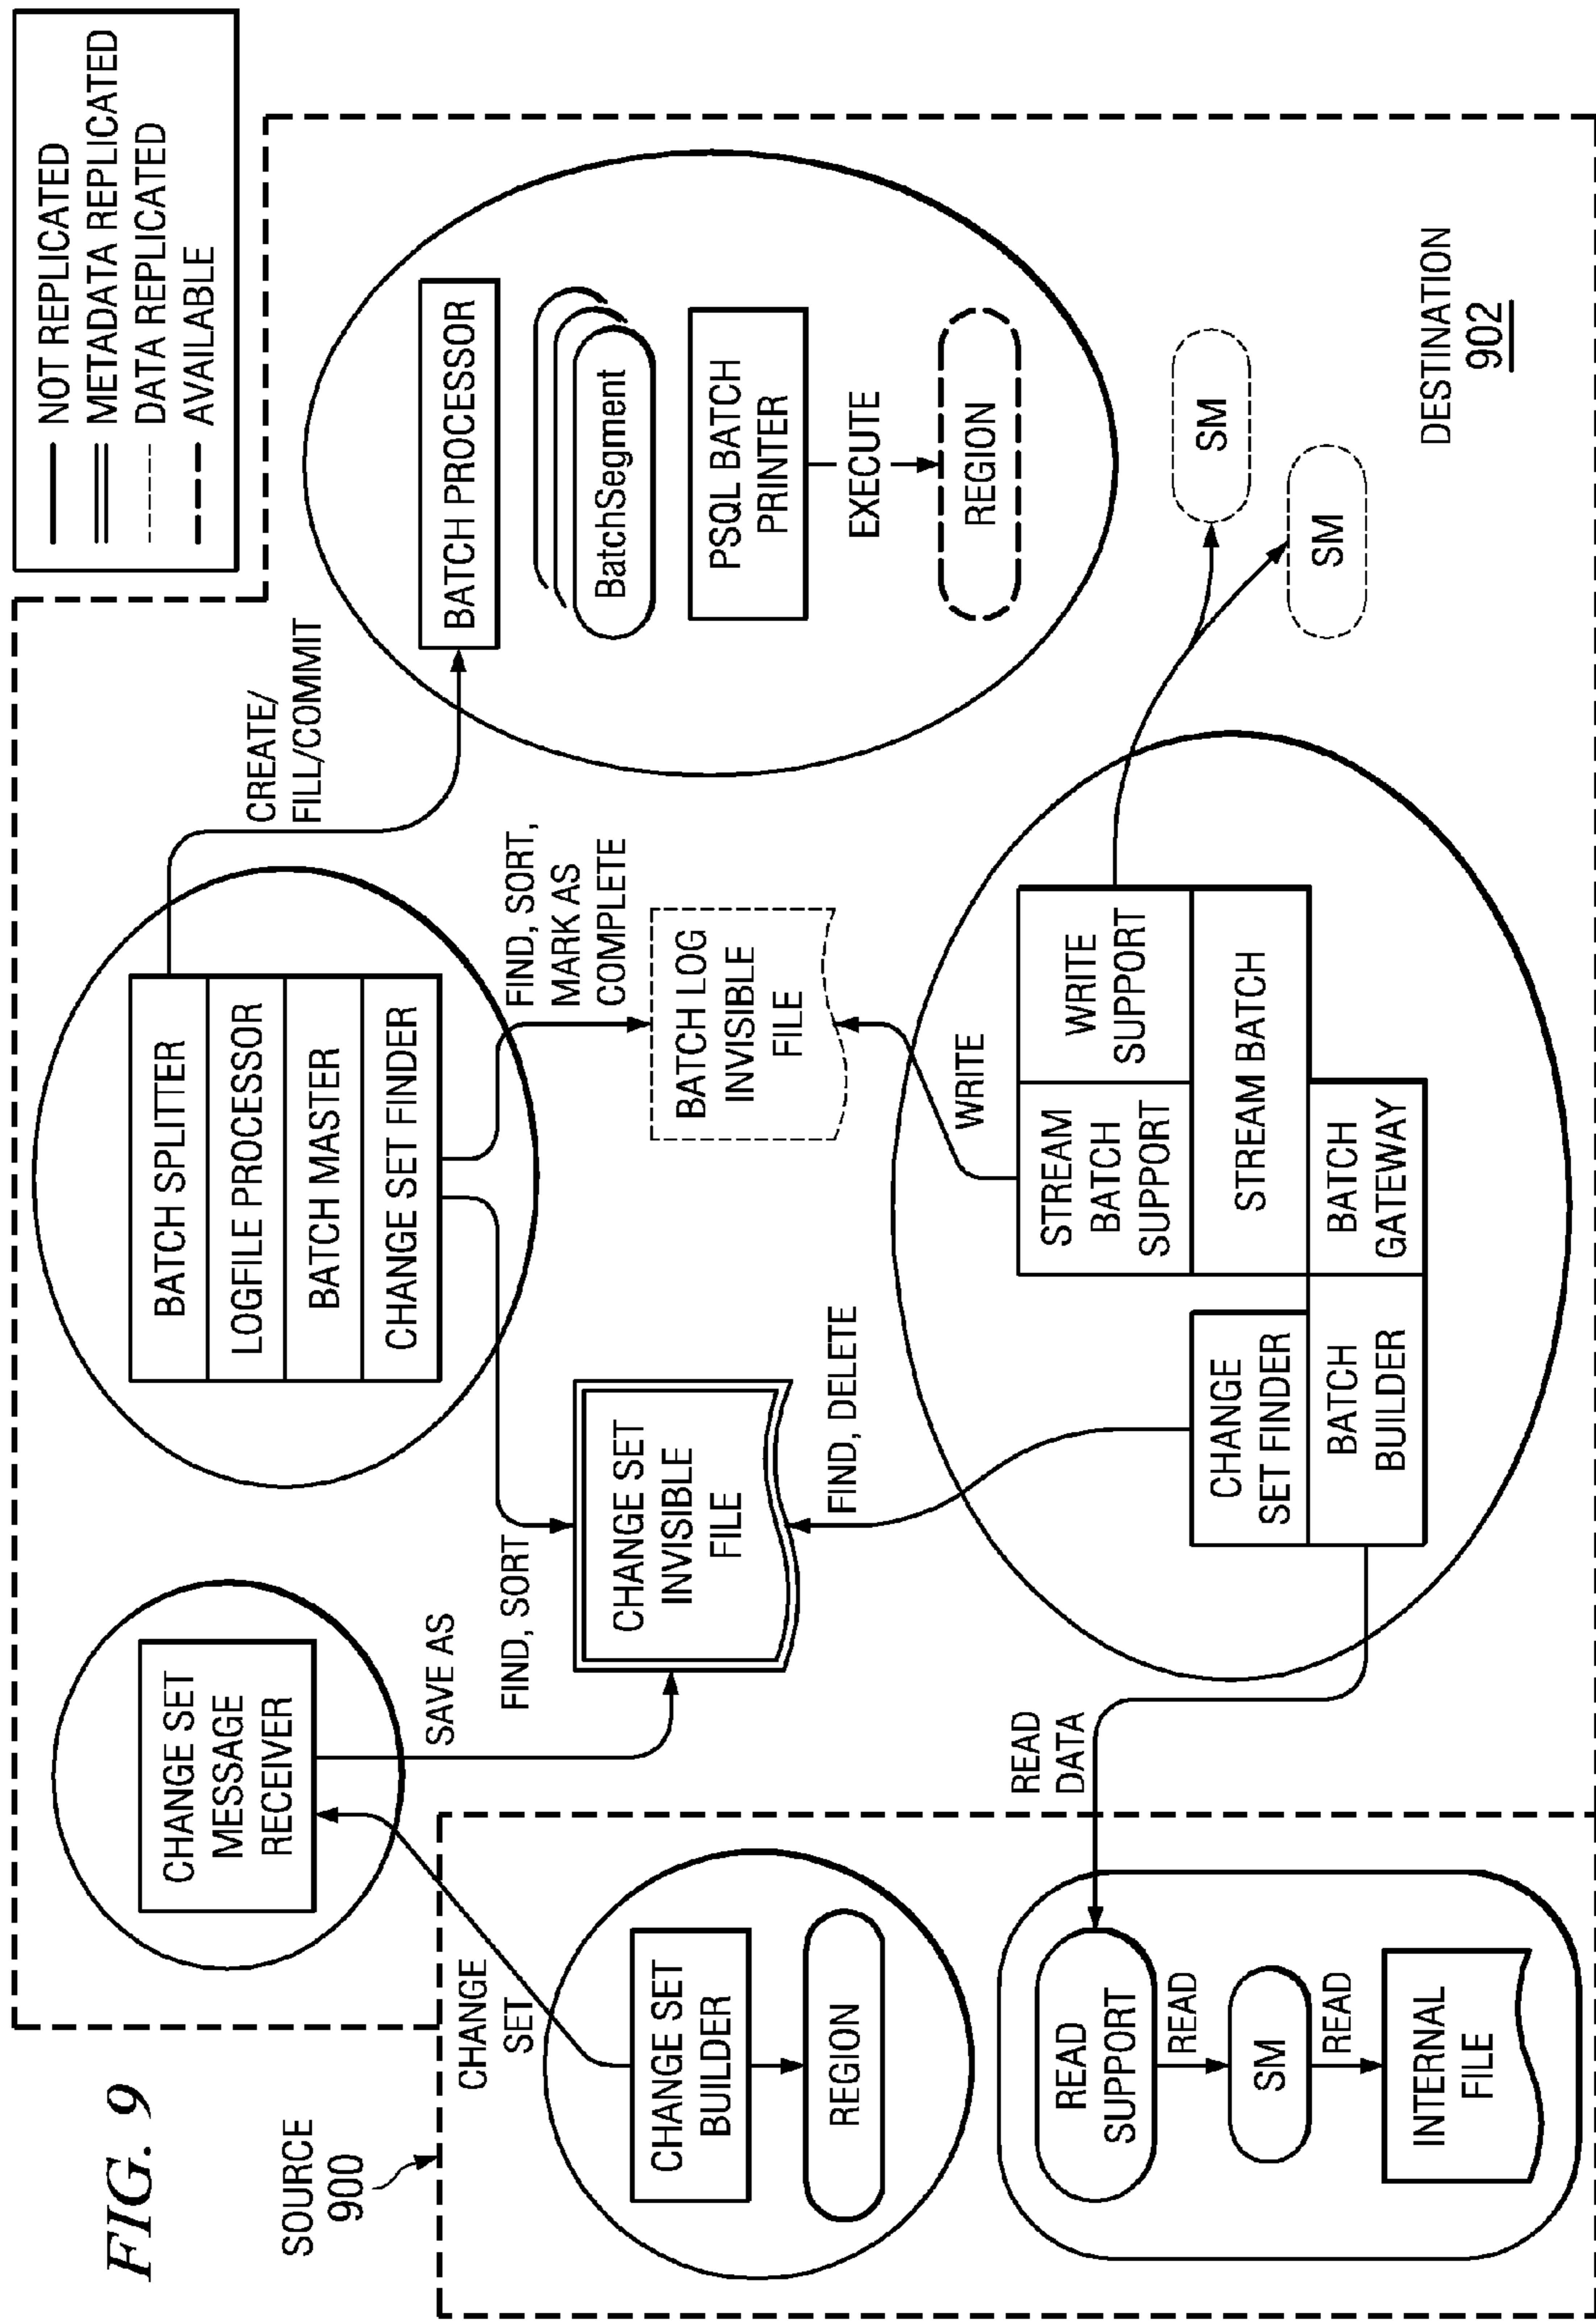 FIG. 9
SOURCE
900
NOT REPLICATED
METADATA REPLICATED
DATA REPLICATED
AVAILABLE
CHANGE SET
MESSAGE
RECEIVER
BATCH SPLITTER
LOGFILE PROCESSOR
BATCH MASTER
CHANGE SET FINDER
CREATE/
FILL/COMMIT
BATCH PROCESSOR
BatchSegment
PSQL BATCH
PRINTER
EXECUTE
REGION
CHANGE
SET
SAVE AS
FIND, SORT
FIND, SORT,
MARK AS
COMPLETE
CHANGE SET
INVISIBLE
FILE
BATCH LOG
INVISIBLE
FILE
CHANGE SET
BUILDER
REGION
FIND, DELETE
WRITE
READ
DATA
READ
SUPPORT
READ
SM
READ
INTERNAL
FILE
STREAM
BATCH
SUPPORT
WRITE
SUPPORT
STREAM BATCH
CHANGE
SET FINDER
BATCH
BUILDER
BATCH
GATEWAY
SM
SM
DESTINATION
902